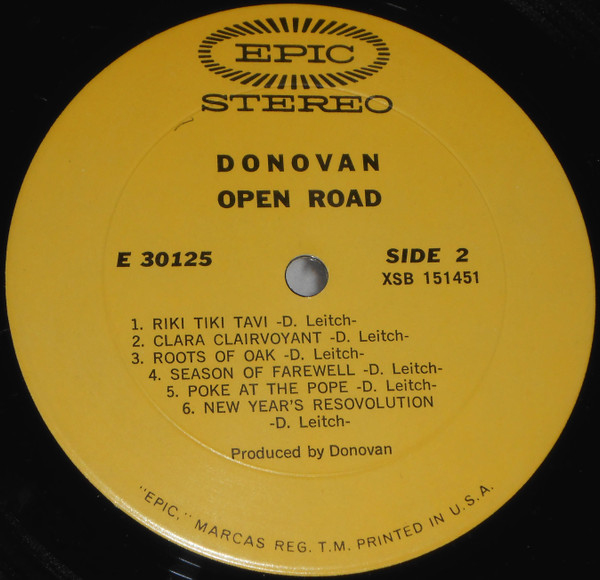 EPIC
STEREO
DONOVAN
OPEN ROAD
E 30125
SIDE 2
XSB 151451
1. RIKI TIKI TAVI -D. Leitch-
2. CLARA CLAIRVOYANT -D. Leitch-
3. ROOTS OF OAK -D. Leitch-
4. SEASON OF FAREWELL -D. Leitch-
5. POKE AT THE POPE -D. Leitch-
6. NEW YEAR'S RESOVOLUTION
-D. Leitch-
Produced by Donovan
"EPIC," MARCAS REG. T.M. PRINTED IN U.S.A.